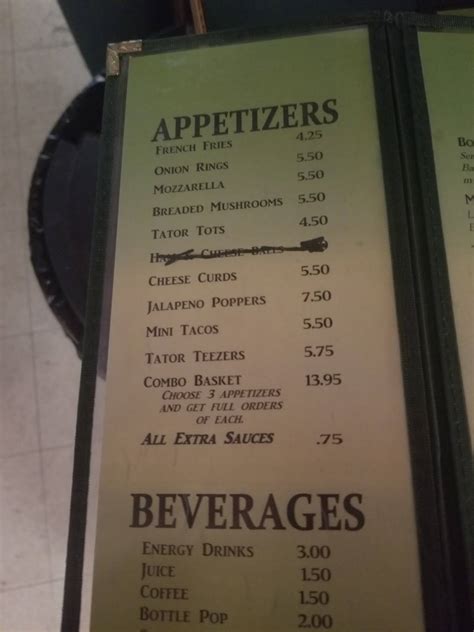 APPETIZERS
FRENCH FRIES 4.25
ONION RINGS 5.50
MOZZARELLA 5.50
BREADED MUSHROOMS 5.50
TATOR TOTS 4.50
CHEESE BALLS
CHEESE CURDS 5.50
JALAPENO POPPERS 7.50
MINI TACOS 5.50
TATOR TEEZERS 5.75
COMBO BASKET 13.95
CHOOSE 3 APPETIZERS
AND GET FULL ORDERS
OF EACH.
ALL EXTRA SAUCES .75
BEVERAGES
ENERGY DRINKS 3.00
JUICE 1.50
COFFEE 1.50
BOTTLE POP 2.00